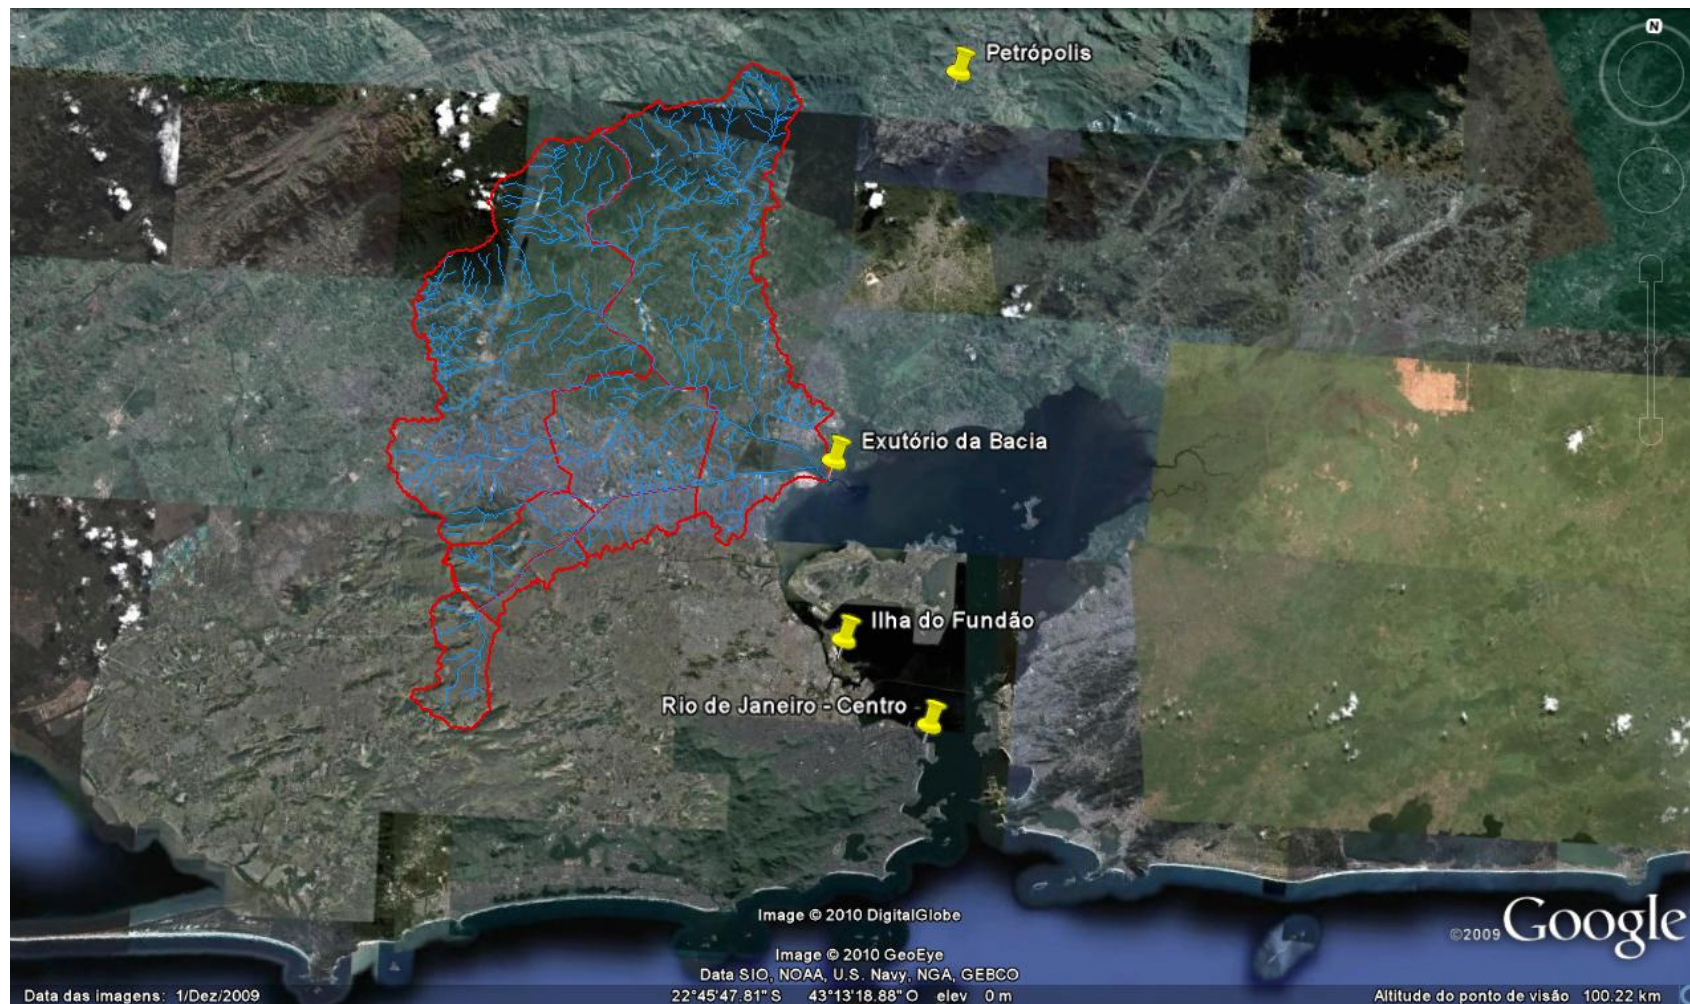 N
Petrópolis
Exutório da Bacia
Ilha do Fundão
Rio de Janeiro - Centro
Image © 2010 DigitalGlobe
©2009 Google
Image © 2010 GeoEye
Data SIO, NOAA, U.S. Navy, NGA, GEBCO
Data das imagens: 1/Dez/2009 22°45'47.81" S 43°13'18.88" O elev 0 m Altitude do ponto de visão 100.22 km